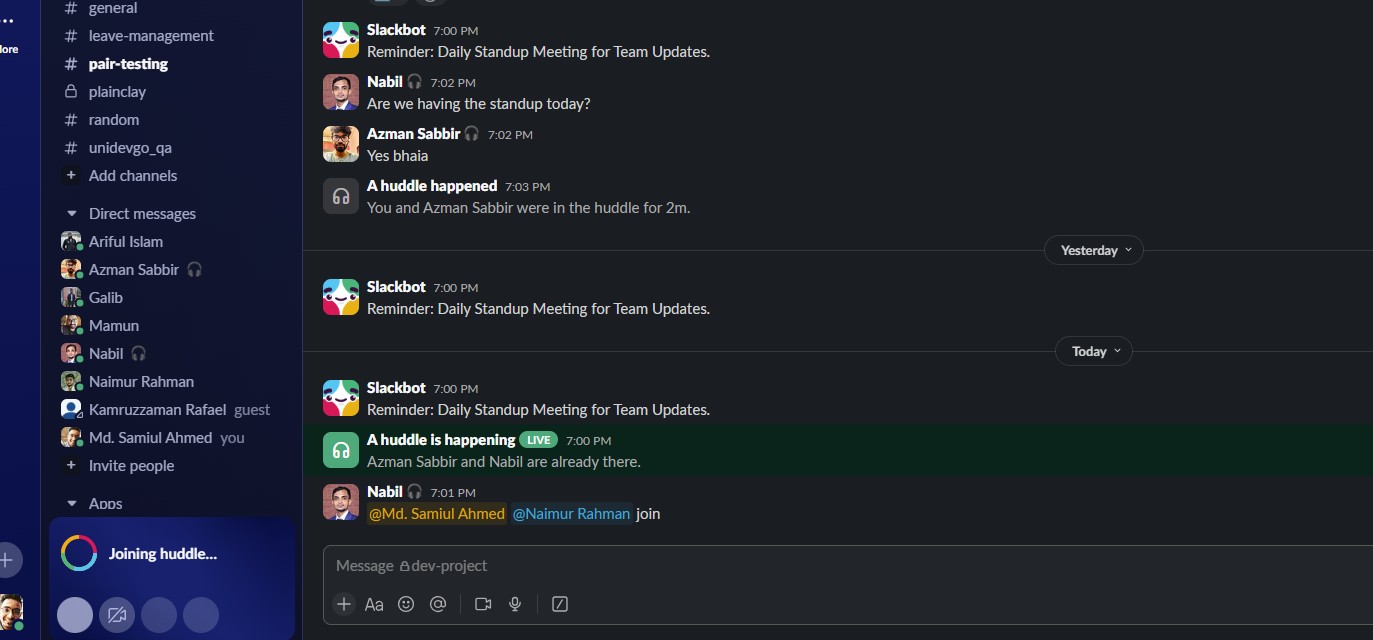 general
leave-management
pair-testing
plainclay
random
unidevgo_qa
+ Add channels
Direct messages
Ariful Islam
Azman Sabbir
Galib
Mamun
Nabil
Naimur Rahman
Kamruzzaman Rafael guest
Md. Samiul Ahmed you
+ Invite people
Apps
Joining huddle...
Slackbot 7:00 PM
Reminder: Daily Standup Meeting for Team Updates.
Nabil 7:02 PM
Are we having the standup today?
Azman Sabbir 7:02 PM
Yes bhaia
A huddle happened 7:03 PM
You and Azman Sabbir were in the huddle for 2m.
Yesterday
Slackbot 7:00 PM
Reminder: Daily Standup Meeting for Team Updates.
Today
Slackbot 7:00 PM
Reminder: Daily Standup Meeting for Team Updates.
A huddle is happening LIVE 7:00 PM
Azman Sabbir and Nabil are already there.
Nabil 7:01 PM
@Md. Samiul Ahmed @Naimur Rahman join
Message dev-project
Aa